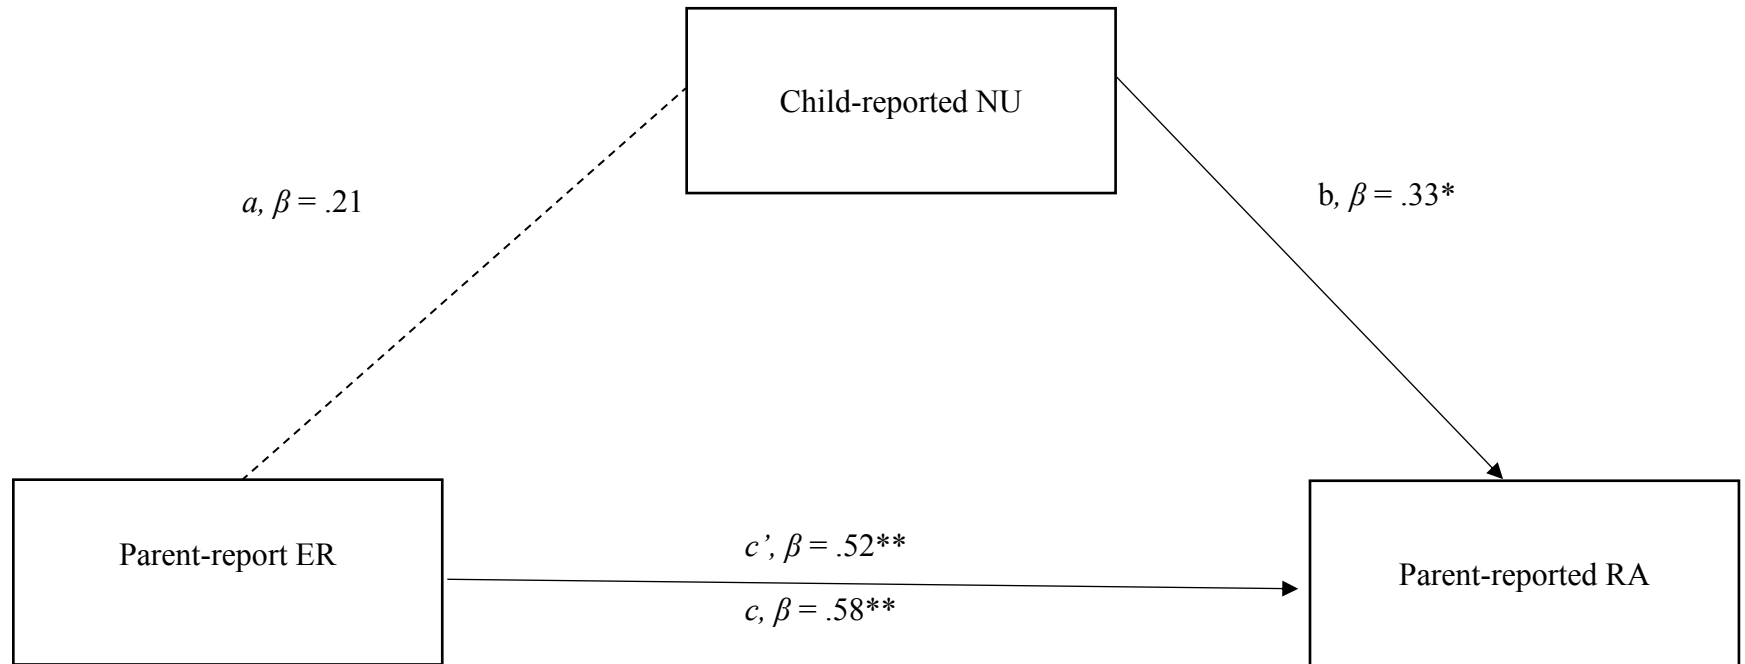 Child-reported NU
a, β = .21
b, β = .33*
Parent-report ER
c’, β = .52**
c, β = .58**
Parent-reported RA